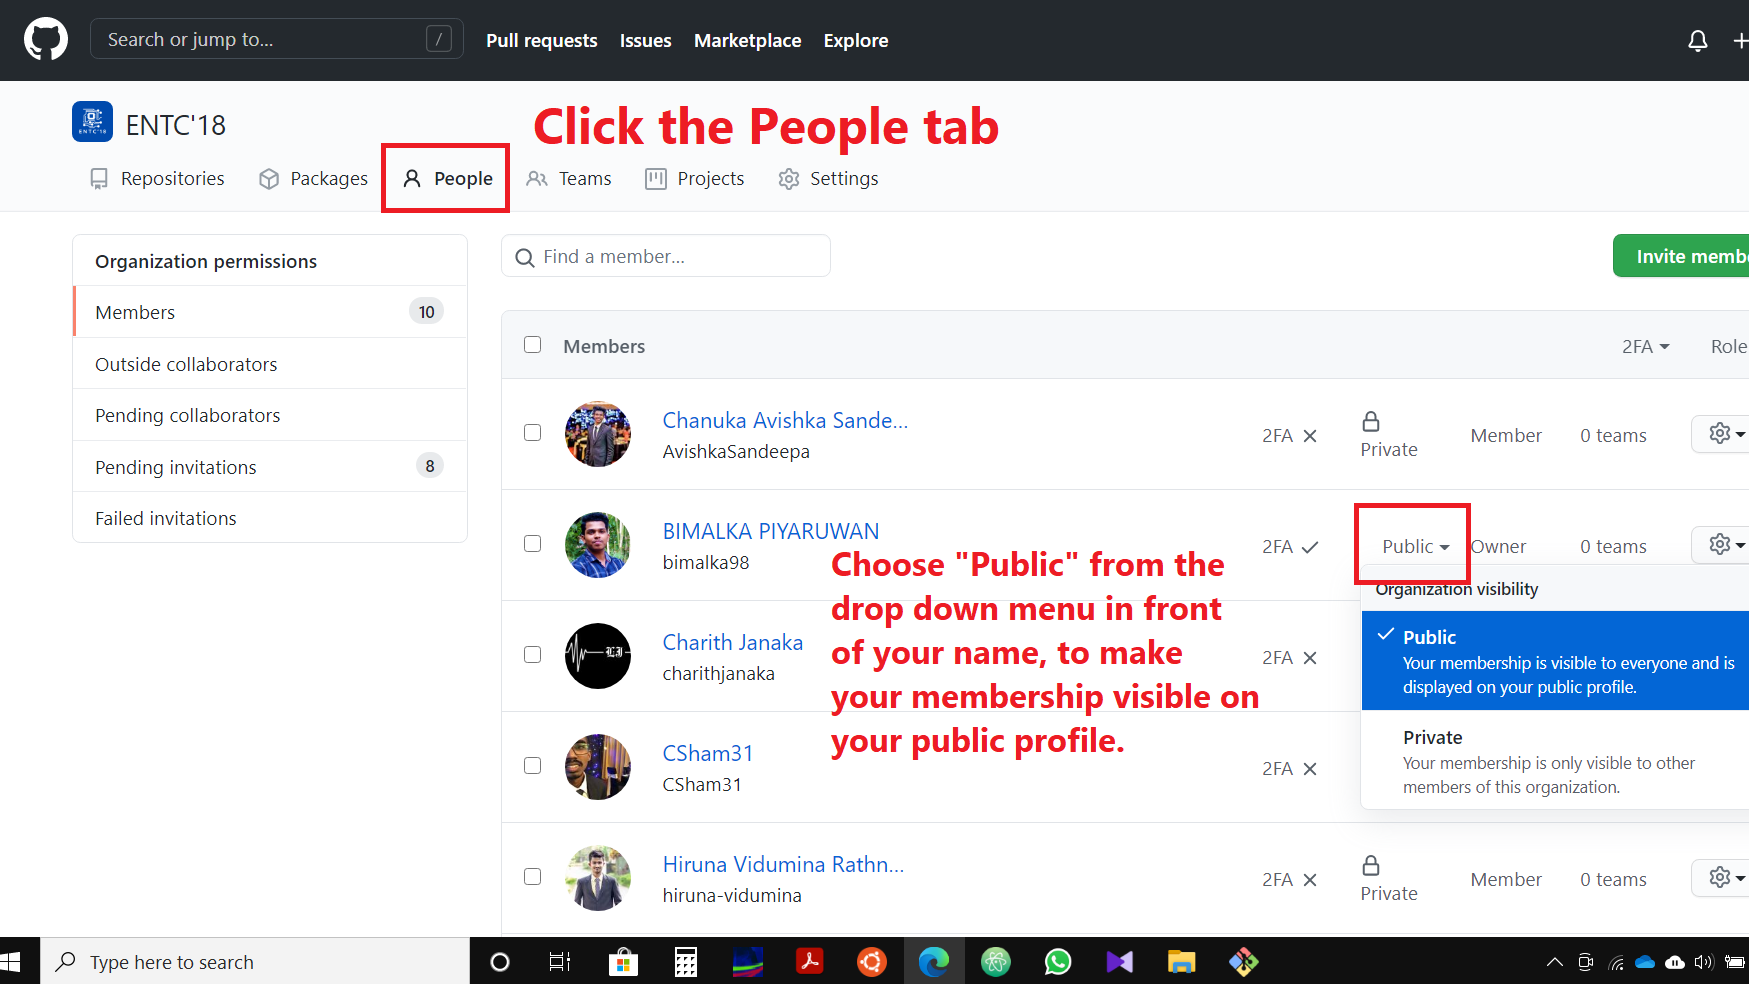 Search or jump to... /
Pull requests Issues Marketplace Explore
ENTC'18
ENTC'18
Click the People tab
Repositories Packages People Teams Projects Settings
Organization permissions
Members 10
Outside collaborators
Pending collaborators
Pending invitations 8
Failed invitations
Find a member...
Invite membe
Members 2FA Role
Chanuka Avishka Sande...
AvishkaSandeepa
2FA Private Member 0 teams
BIMALKA PIYARUWAN
bimalka98
2FA Public Owner 0 teams
Choose "Public" from the
drop down menu in front
of your name, to make
your membership visible on
your public profile.
Organization visibility
Public
Your membership is visible to everyone and is
displayed on your public profile.
Private
Your membership is only visible to other
members of this organization.
Charith Janaka
charithjanaka
2FA
CSham31
CSham31
2FA
Hiruna Vidumina Rathn...
hiruna-vidumina
2FA Private Member 0 teams
Type here to search